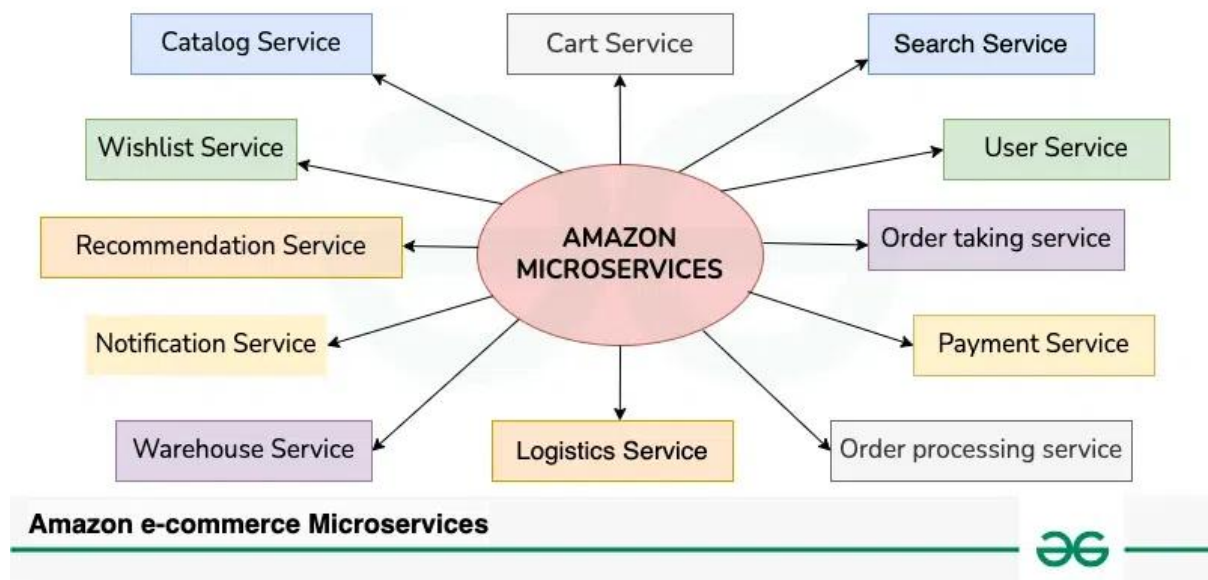 Catalog Service
Cart Service
Search Service
Wishlist Service
User Service
Recommendation Service
AMAZON
MICROSERVICES
Order taking service
Notification Service
Payment Service
Warehouse Service
Logistics Service
Order processing service
Amazon e-commerce Microservices